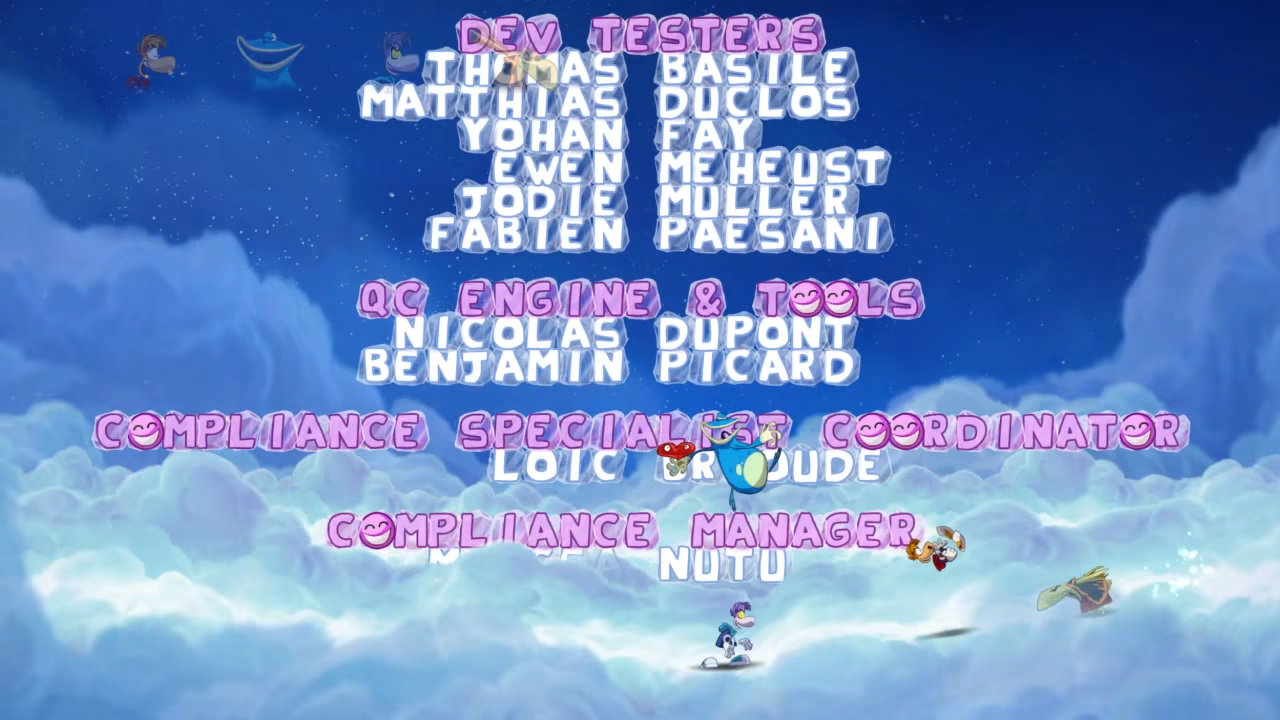 DEV TESTERS
THOMAS BASILE
MATTHIAS DUCLOS
YOHAN FAY
EWEN MEHEUST
JODIE MULLER
FABIEN PAESANI
QC ENGINE & TOOLS
NICOLAS DUPONT
BENJAMIN PICARD
COMPLIANCE SPECIALIST COORDINATOR
LOIC
COMPLIANCE MANAGER
NUTU